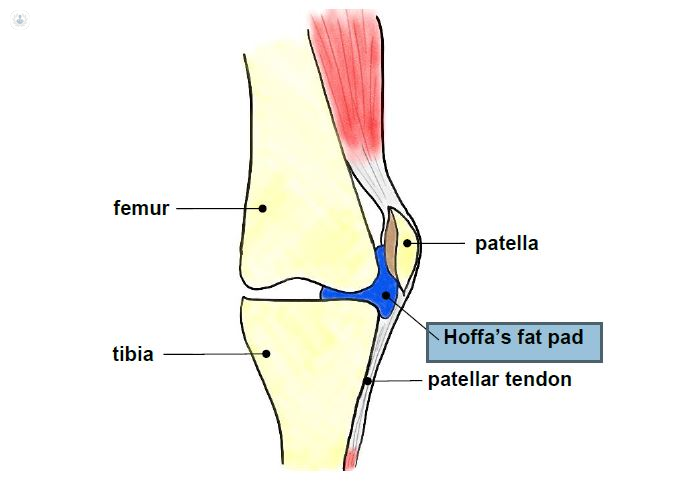 femur
patella
Hoffa's fat pad
tibia
patellar tendon